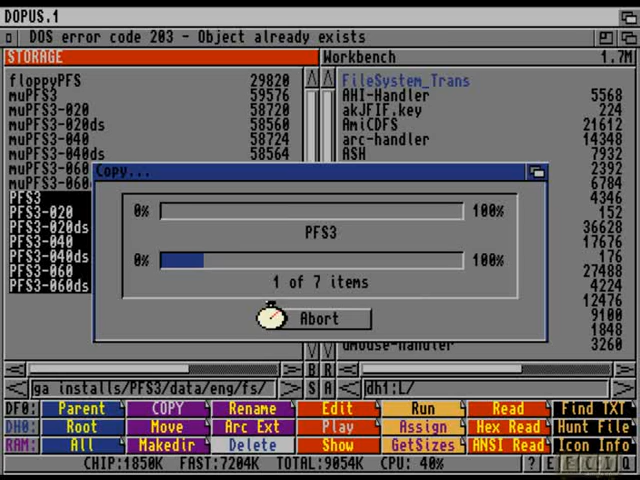 DOPUS.1
DOS error code 203 - Object already exists
STORAGE
Workbench 1.7M
floppyPFS 29820
muPFS3 59576
muPFS3-020 58720
muPFS3-020ds 58560
muPFS3-040 58724
muPFS3-040ds 58564
muPFS3-060
muPFS3-060
PFS3
PFS3-020
PFS3-020ds
PFS3-040
PFS3-040ds
PFS3-060
PFS3-060ds
FileSystem_Trans
AHI-Handler 5568
akJFIF.key 224
AmiCDFS 21612
arc-handler 14348
ASH 7932
2392
6784
4346
152
36628
17676
176
27488
4224
12476
9100
1848
uMouse-Handler 3260
Copy...
0% 100%
PFS3
0% 100%
1 of 7 items
Abort
B R
S A
ga installs/PFS3/data/eng/fs/
dh1:L/
DF0: Parent COPY Rename Edit Run Read Find TXT
DH0: Root Move Arc Ext Play Assign Hex Read Hunt File
RAM: All Makedir Delete Show GetSizes ANSI Read Icon Info
CHIP:1850K FAST:7204K TOTAL:9054K CPU: 40% ? E E C I Q